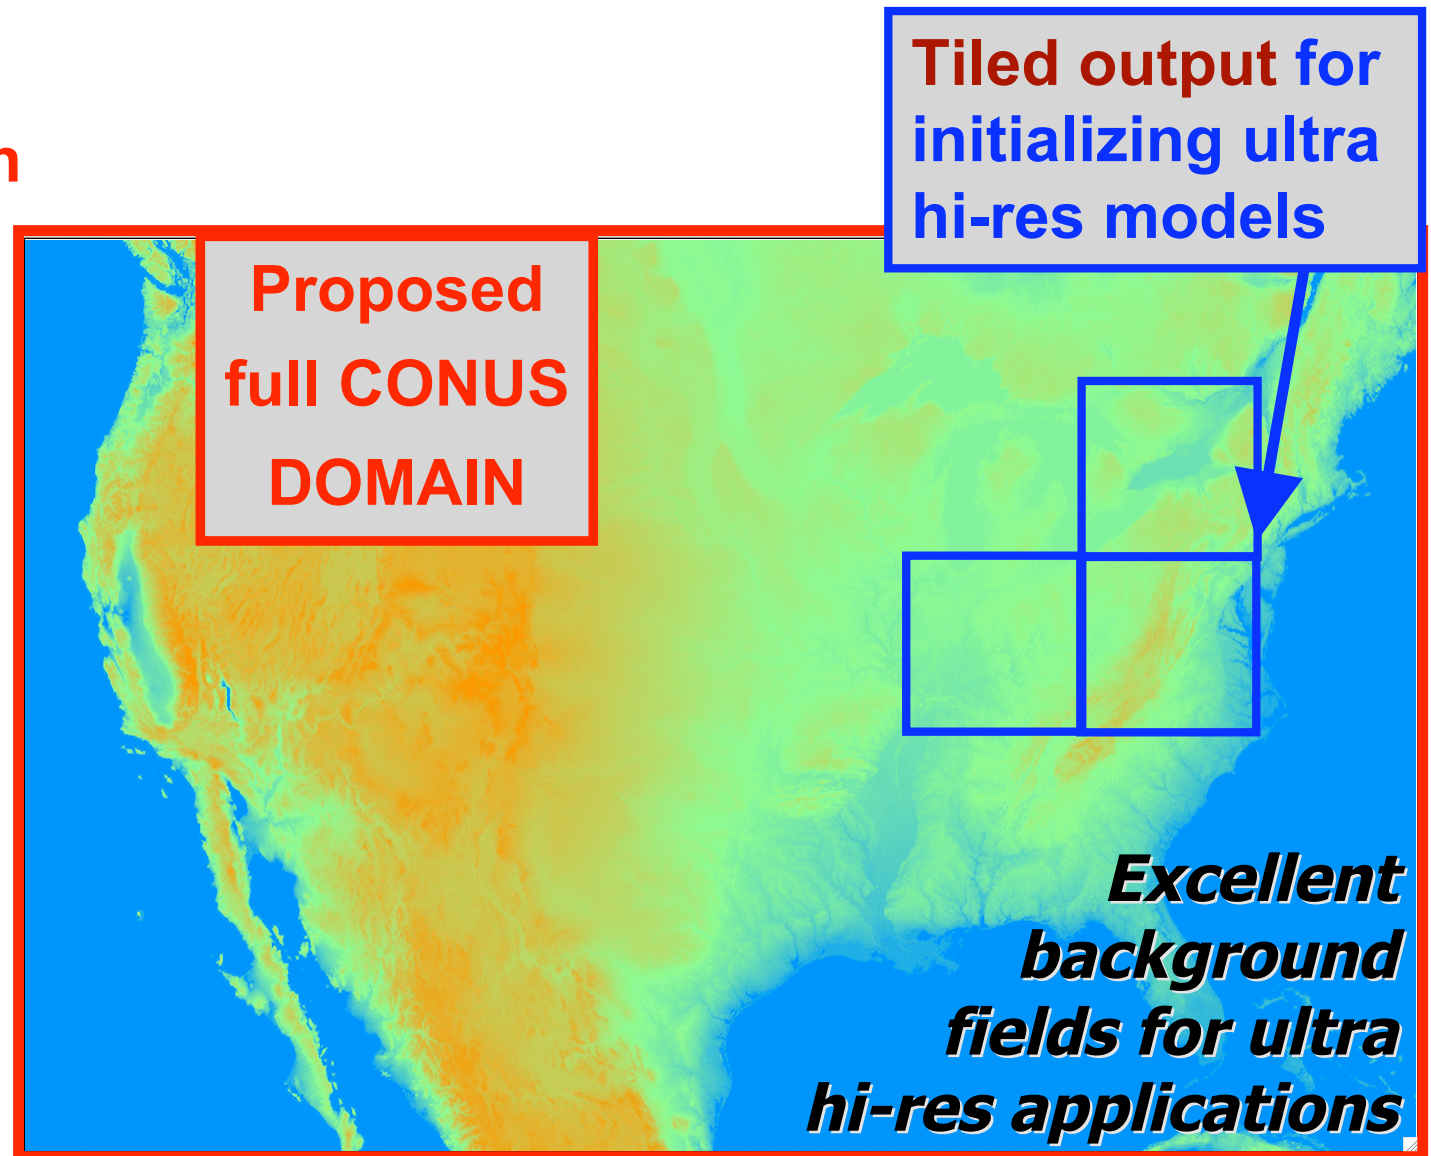 Tiled output for
initializing ultra
hi-res models
Proposed
full CONUS
DOMAIN
Excellent
background
fields for ultra
hi-res applications